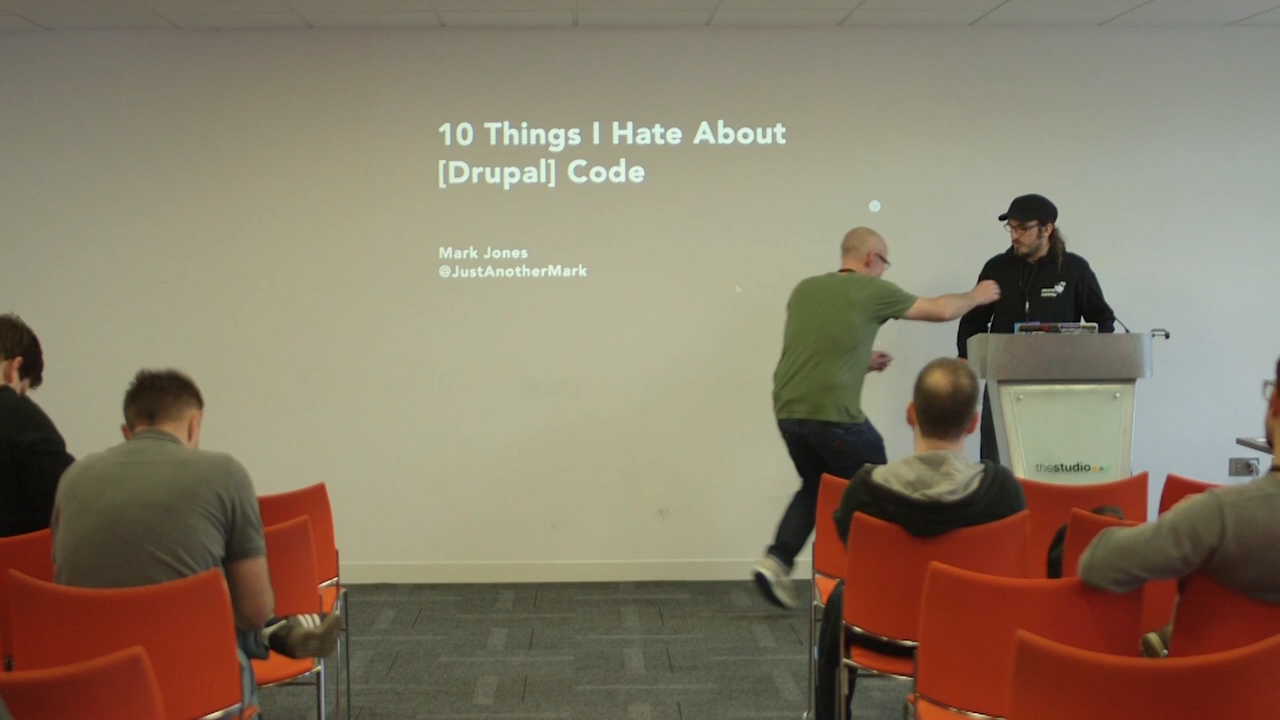 10 Things I Hate About
[Drupal] Code
Mark Jones
@JustAnotherMark
thestudio